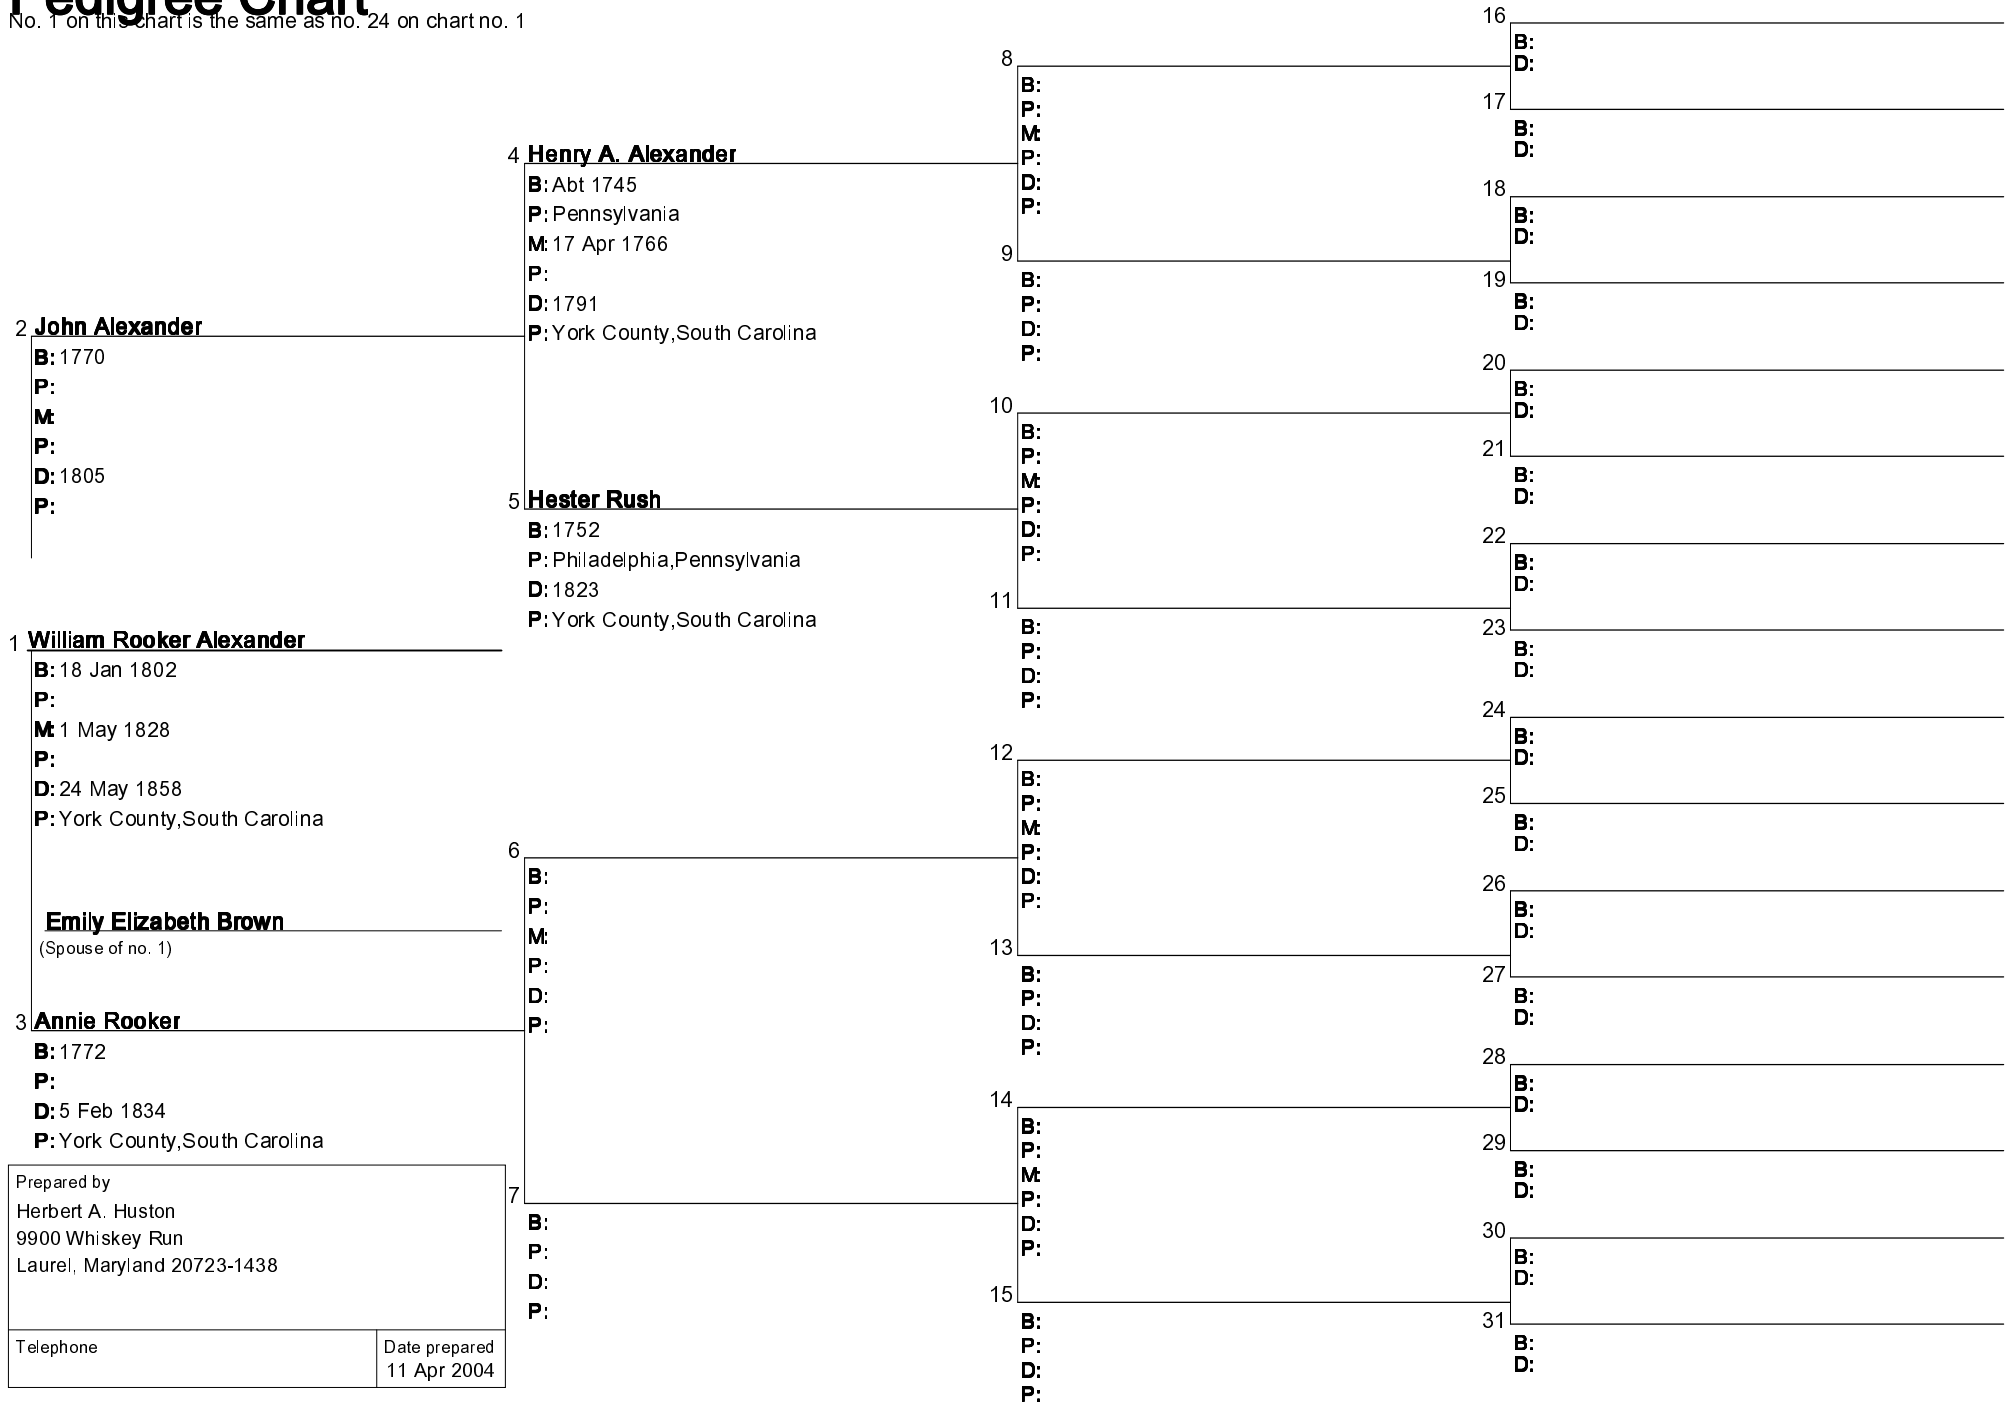 Pedigree Chart
No. 1 on this chart is the same as no. 24 on chart no. 1
2 John Alexander
B: 1770
P:
M:
P:
D: 1805
P:
1 William Rooker Alexander
B: 18 Jan 1802
P:
M: 1 May 1828
P:
D: 24 May 1858
P: York County,South Carolina
Emily Elizabeth Brown
(Spouse of no. 1)
3 Annie Rooker
B: 1772
P:
D: 5 Feb 1834
P: York County,South Carolina
Prepared by
Herbert A. Huston
9900 Whiskey Run
Laurel, Maryland 20723-1438
Telephone
Date prepared
11 Apr 2004
4 Henry A. Alexander
B: Abt 1745
P: Pennsylvania
M: 17 Apr 1766
P:
D: 1791
P: York County,South Carolina
5 Hester Rush
B: 1752
P: Philadelphia,Pennsylvania
D: 1823
P: York County,South Carolina
6
B:
P:
M:
P:
D:
P:
7
B:
P:
D:
P:
8
B:
P:
M:
P:
D:
P:
9
B:
P:
D:
P:
10
B:
P:
M:
P:
D:
P:
11
B:
P:
D:
P:
12
B:
P:
M:
P:
D:
P:
13
B:
P:
D:
P:
14
B:
P:
M:
P:
D:
P:
15
B:
P:
D:
P:
16
B:
D:
17
B:
D:
18
B:
D:
19
B:
D:
20
B:
D:
21
B:
D:
22
B:
D:
23
B:
D:
24
B:
D:
25
B:
D:
26
B:
D:
27
B:
D:
28
B:
D:
29
B:
D:
30
B:
D:
31
B:
D: